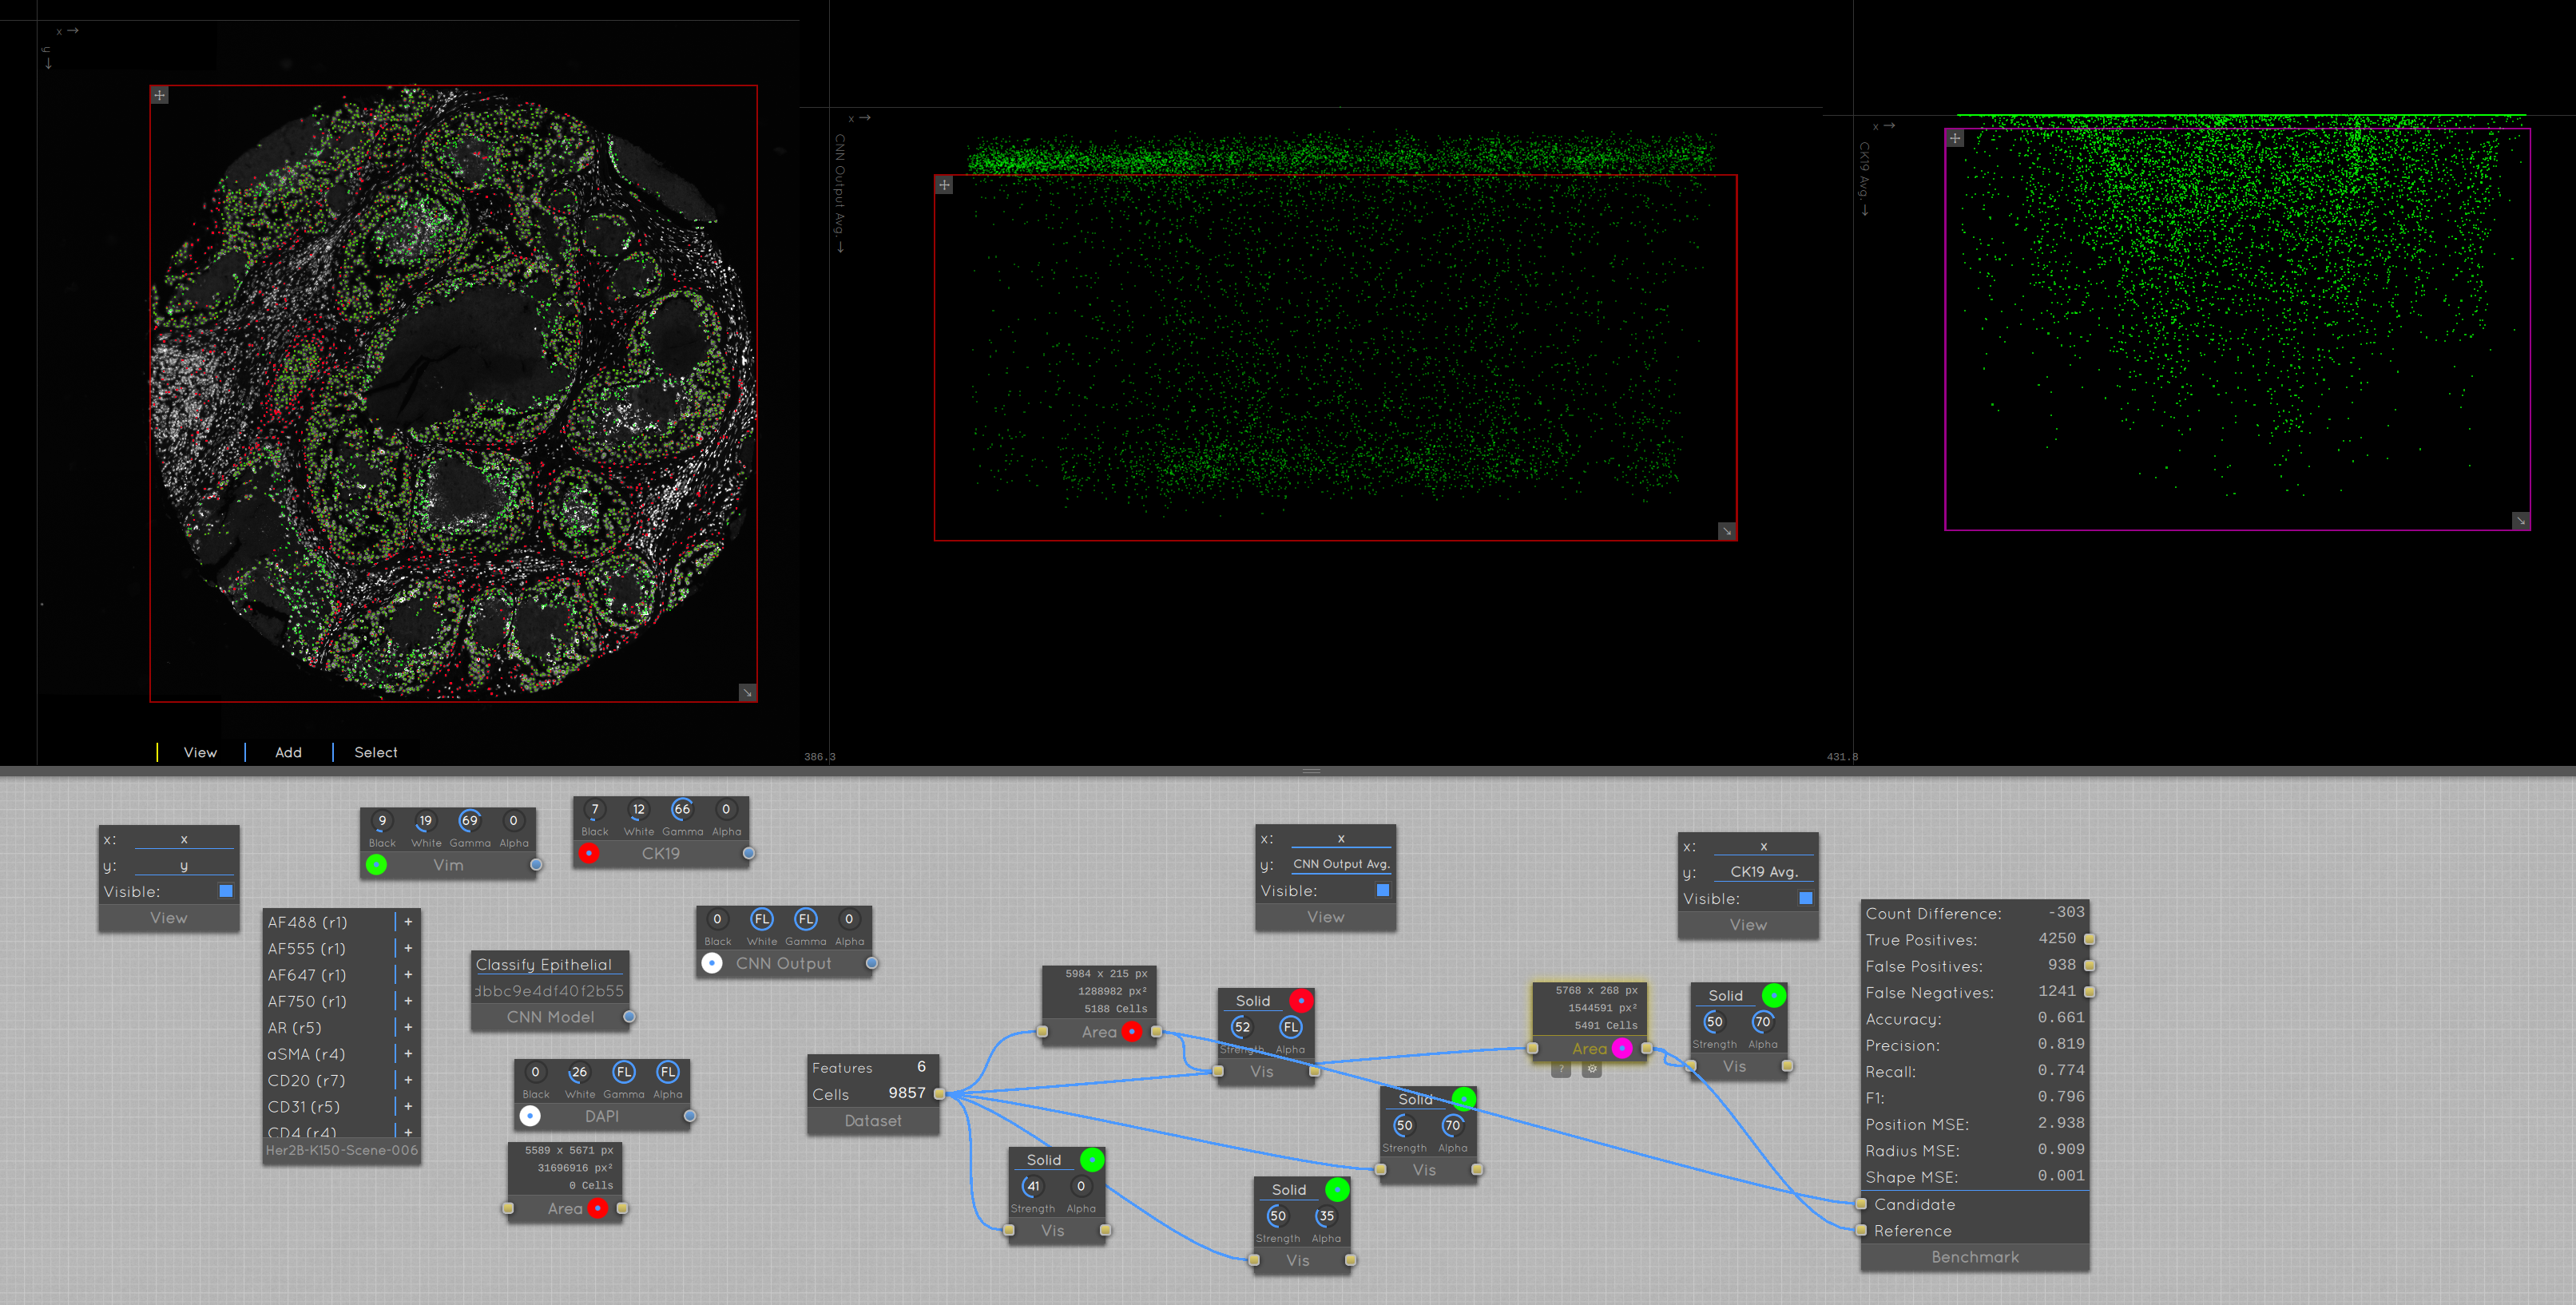 x →
y
↓
x →
CNN Output Avg. →
x →
CK19 Avg. →
View
Add
Select
386.3
431.8
x: x
y: y
Visible:
View
9 19 69 0
Black White Gamma Alpha
Vim
7 12 66 0
Black White Gamma Alpha
CK19
AF488 (r1) +
AF555 (r1) +
AF647 (r1) +
AF750 (r1) +
AR (r5) +
aSMA (r4) +
CD20 (r7) +
CD31 (r5) +
CD4 (r4) +
Her2B-K150-Scene-006
Classify Epithelial
dbbc9e4df40f2b55
CNN Model
0 FL FL 0
Black White Gamma Alpha
CNN Output
0 26 FL FL
Black White Gamma Alpha
DAPI
5589 x 5671 px
31696916 px²
0 Cells
Area
Features 6
Cells 9857
Dataset
5984 x 215 px
1288982 px²
5188 Cells
Area
Solid
41 0
Strength Alpha
Vis
Solid
52 FL
Strength Alpha
Vis
x: x
y: CNN Output Avg.
Visible:
View
Solid
50 35
Strength Alpha
Vis
Solid
50 70
Strength Alpha
Vis
5768 x 268 px
1544591 px²
5491 Cells
Area
?
Solid
50 70
Strength Alpha
Vis
x: x
y: CK19 Avg.
Visible:
View
Count Difference: -303
True Positives: 4250
False Positives: 938
False Negatives: 1241
Accuracy: 0.661
Precision: 0.819
Recall: 0.774
F1: 0.796
Position MSE: 2.938
Radius MSE: 0.909
Shape MSE: 0.001
Candidate
Reference
Benchmark